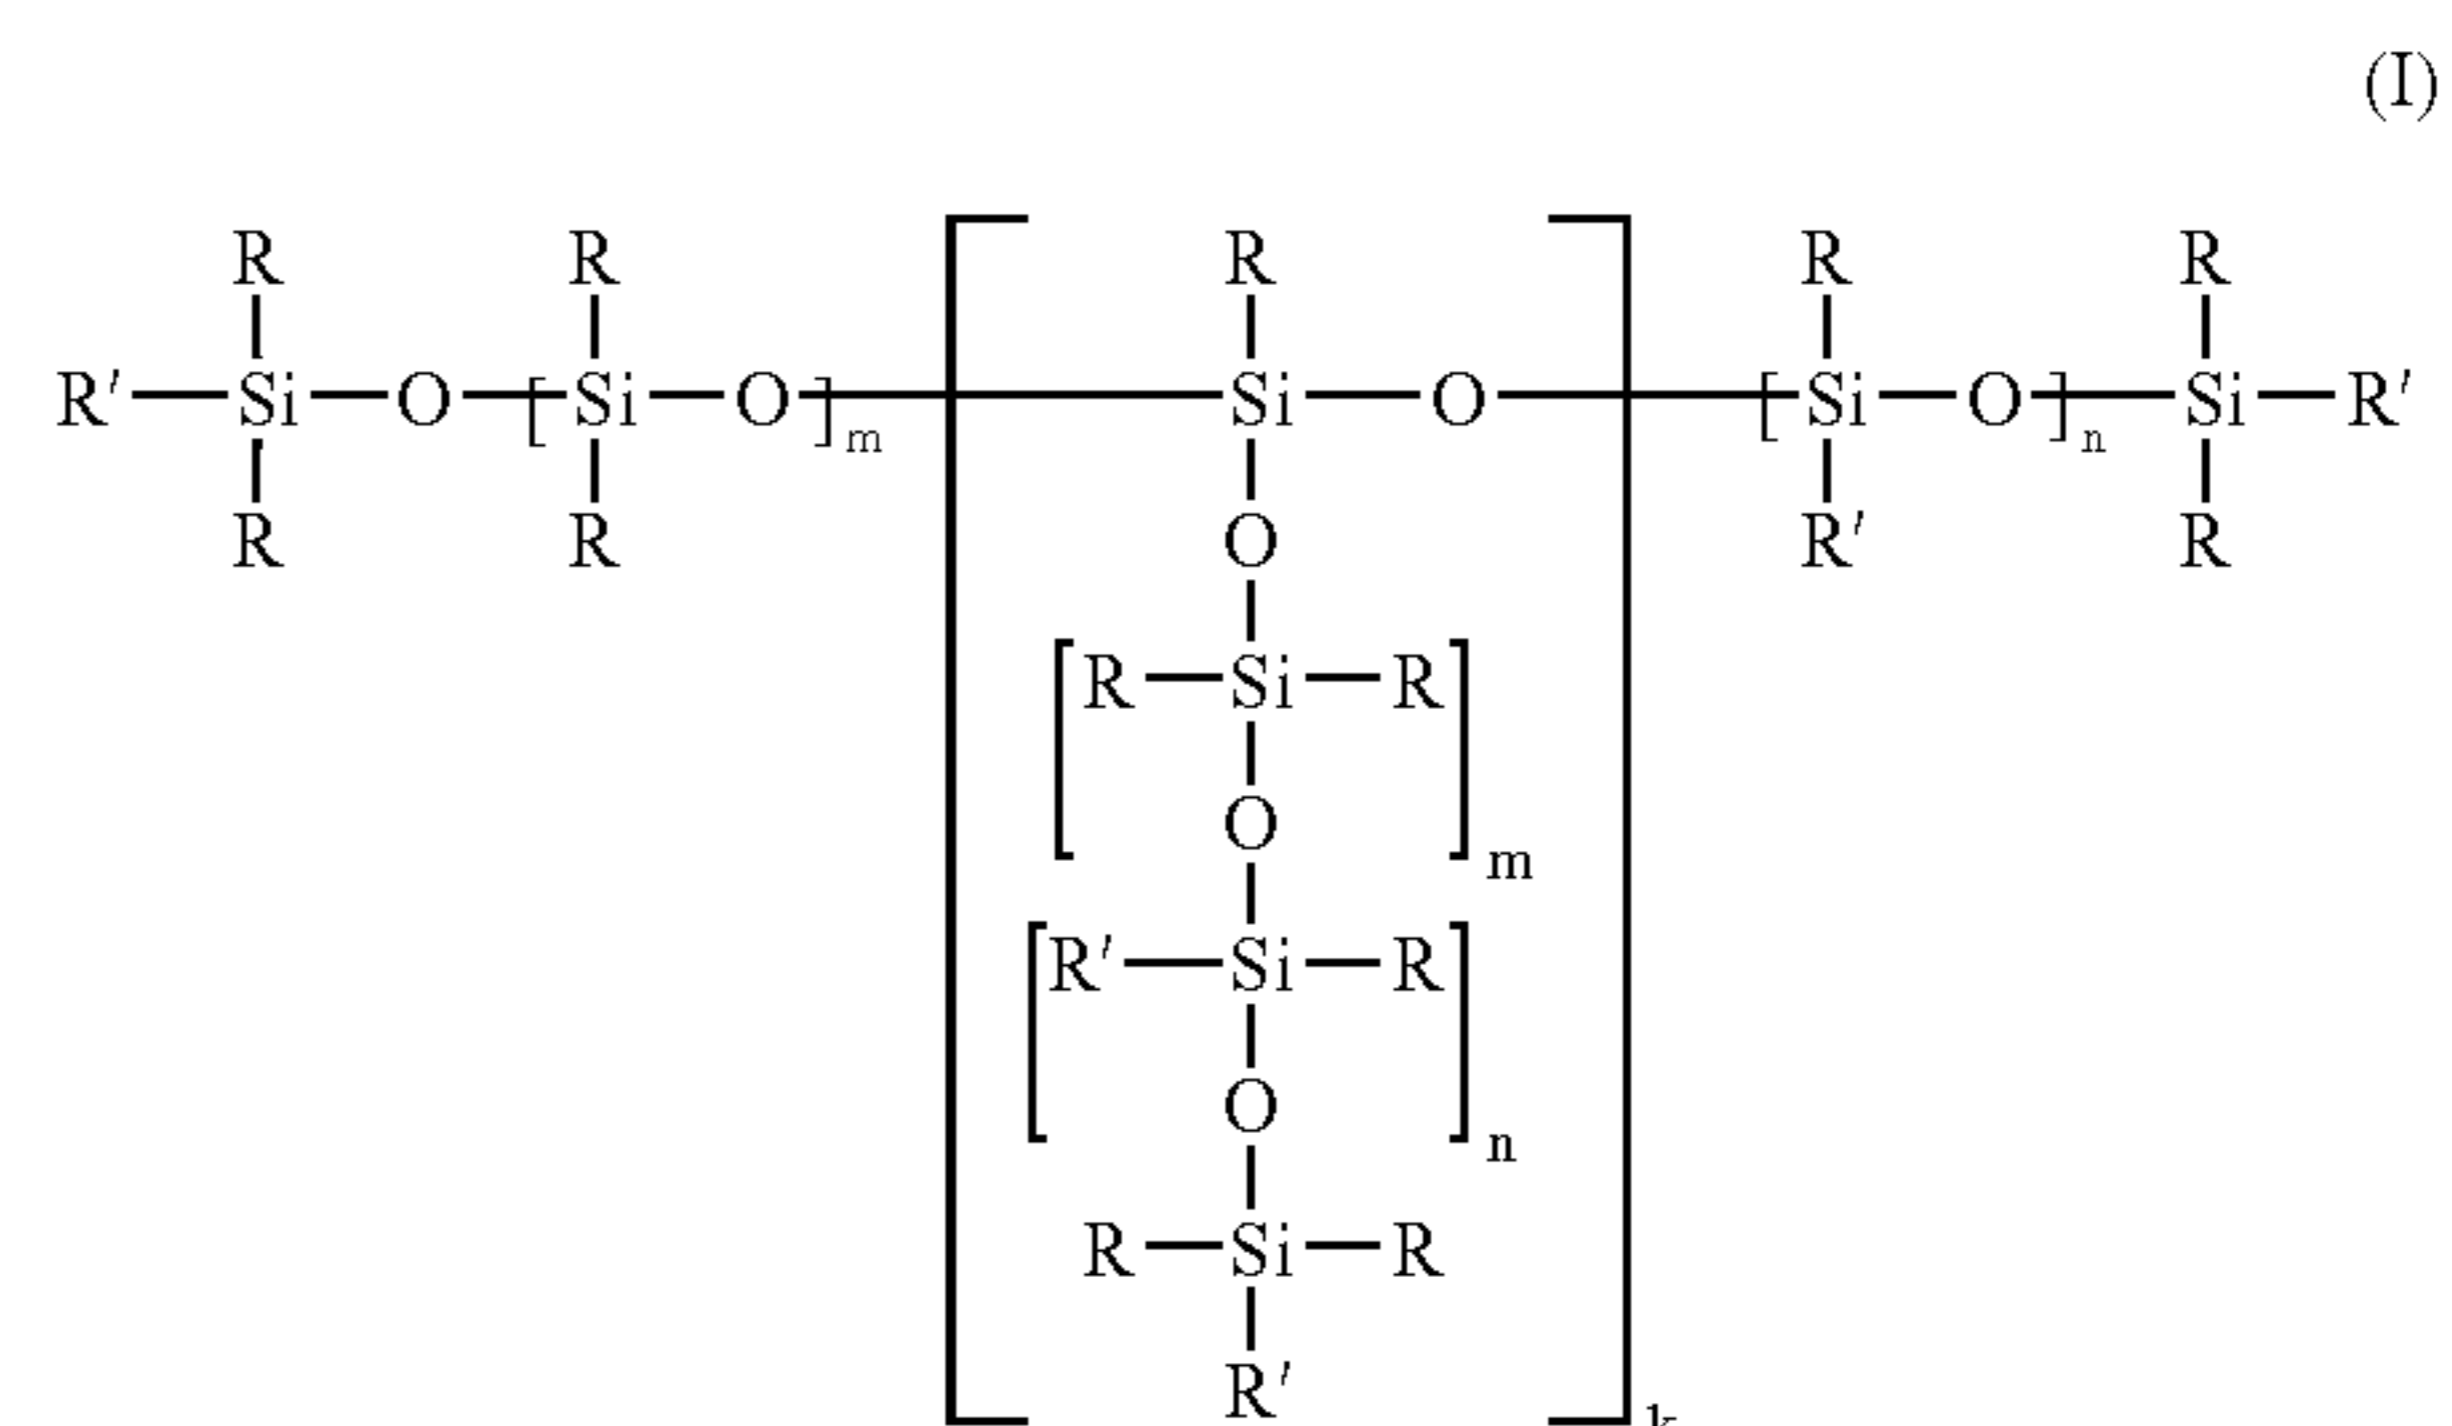 (I)
R R R R R
R' Si O [ Si O ]m Si O [ Si O ]n Si R'
R R O R' R
[ R Si R ]
O m
[ R' Si R ]
O n
R Si R
R' k